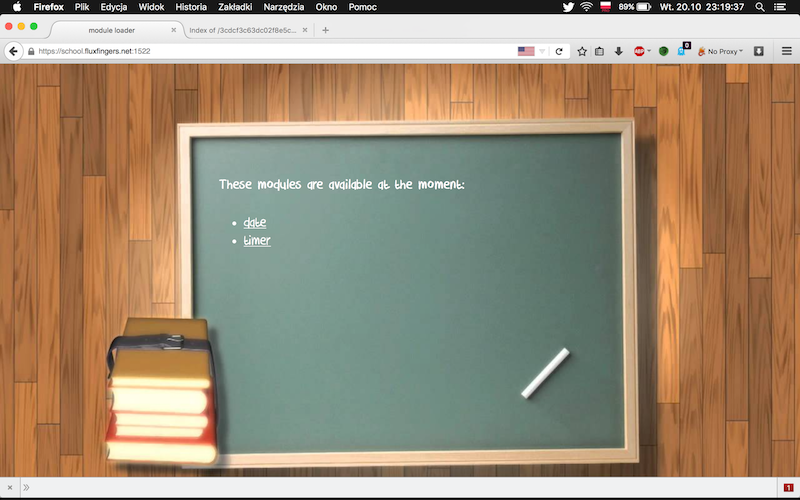 Firefox Plik Edycja Widok Historia Zakładki Narzędzia Okno Pomoc 89% Wt. 20.10 23:19:37
module loader Index of /3cdcf3c63dc02f8e5c...
https://school.fluxfingers.net:1522 ABP 0 No Proxy
These modules are available at the moment:
date
timer
1